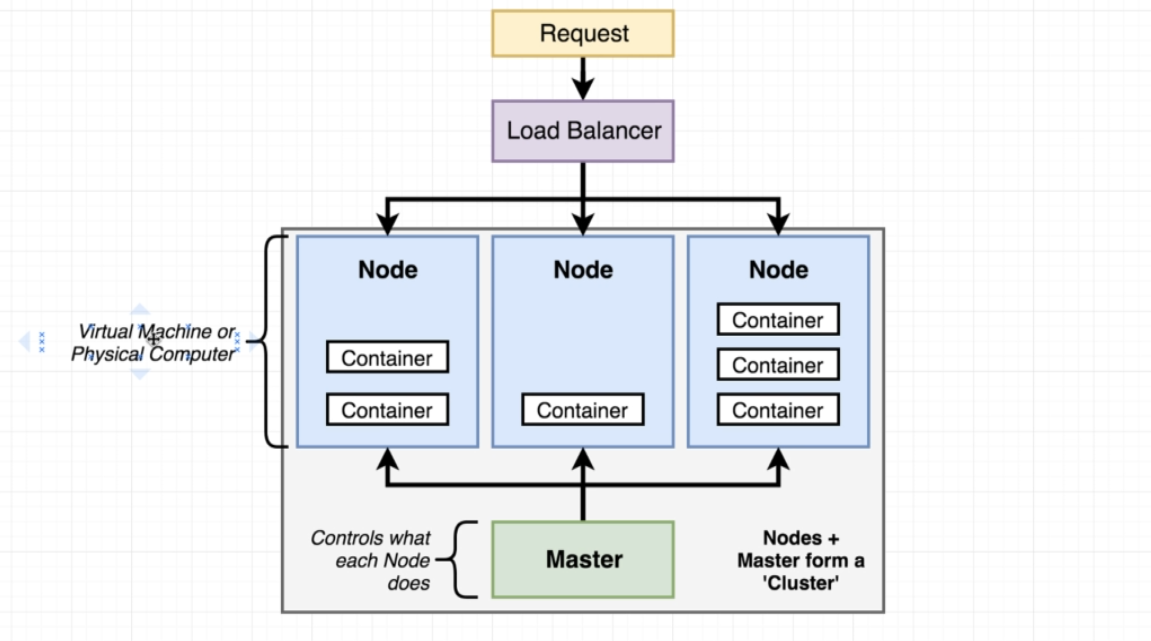 Request
Load Balancer
Node
Node
Node
Container
Container
Container
Container
Container
Container
Virtual Machine or
Physical Computer
Controls what
each Node
does
Master
Nodes +
Master form a
'Cluster'